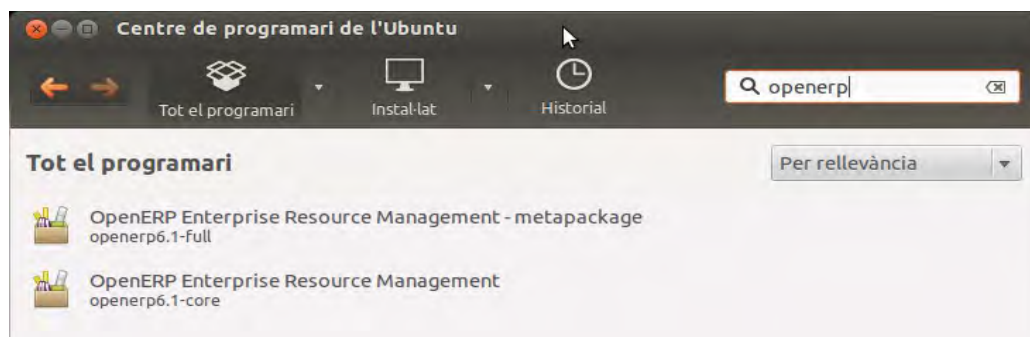 Centre de programari de l'Ubuntu
Tot el programari
Instal·lat
Historial
openerp
Tot el programari
Per rellevància
OpenERP Enterprise Resource Management - metapackage
openerp6.1-full
OpenERP Enterprise Resource Management
openerp6.1-core